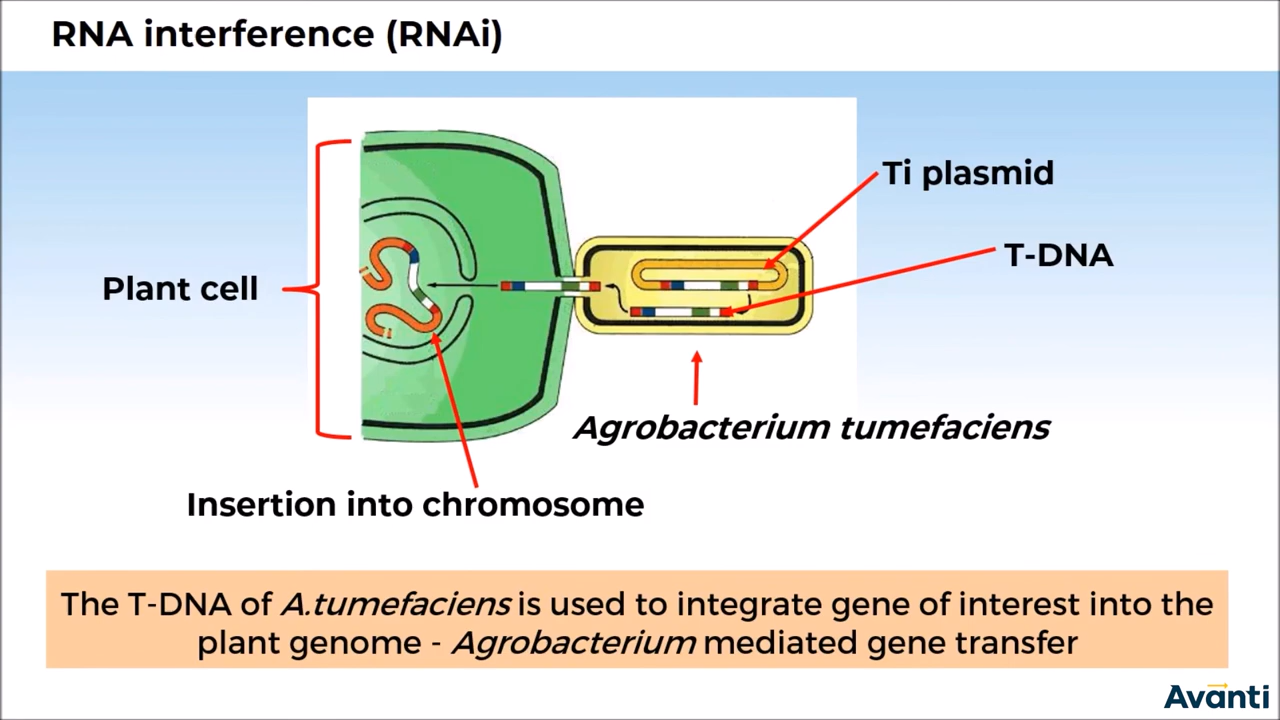 RNA interference (RNAi)
Ti plasmid
T-DNA
Plant cell
Agrobacterium tumefaciens
Insertion into chromosome
The T-DNA of A.tumefaciens is used to integrate gene of interest into the
plant genome - Agrobacterium mediated gene transfer
Avanti